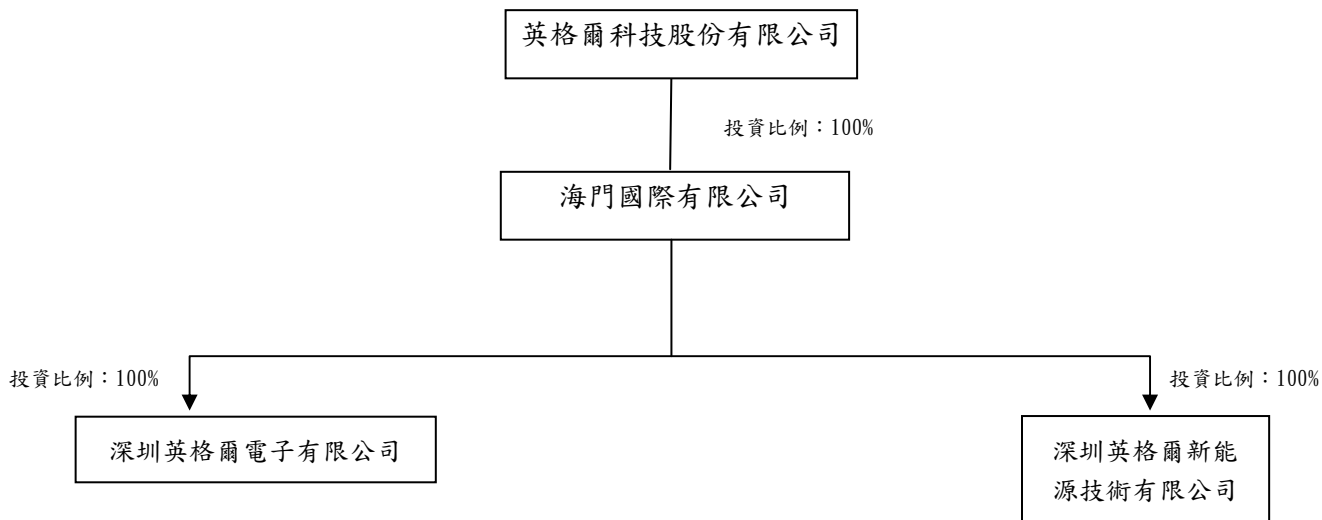 英格爾科技股份有限公司
投資比例：100%
海門國際有限公司
投資比例：100%
投資比例：100%
深圳英格爾電子有限公司
深圳英格爾新能
源技術有限公司